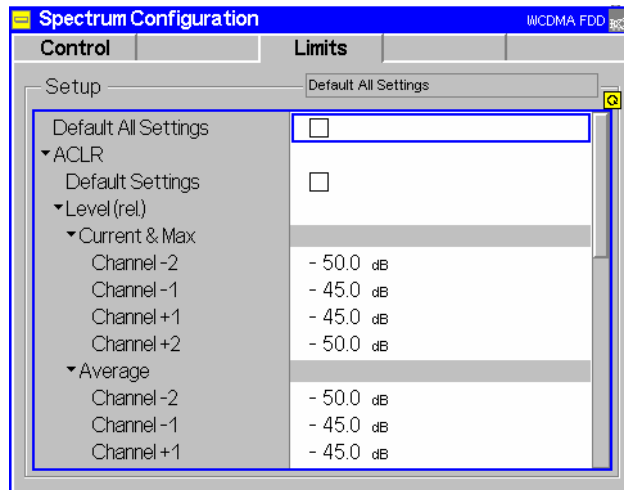 Spectrum Configuration WCDMA FDD
Control Limits
Setup Default All Settings
Default All Settings
ACLR
Default Settings
Level (rel.)
Current & Max
Channel -2 - 50.0 dB
Channel -1 - 45.0 dB
Channel +1 - 45.0 dB
Channel +2 - 50.0 dB
Average
Channel -2 - 50.0 dB
Channel -1 - 45.0 dB
Channel +1 - 45.0 dB